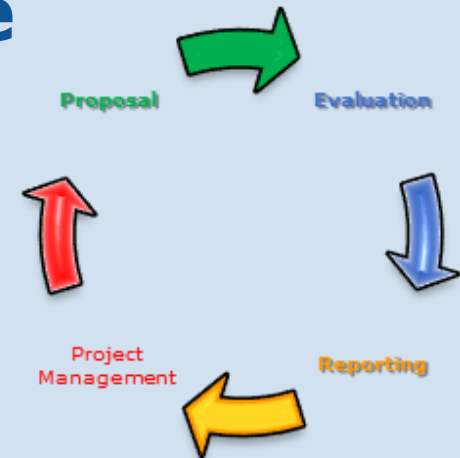 e
Proposal
Evaluation
Project
Management
Reporting